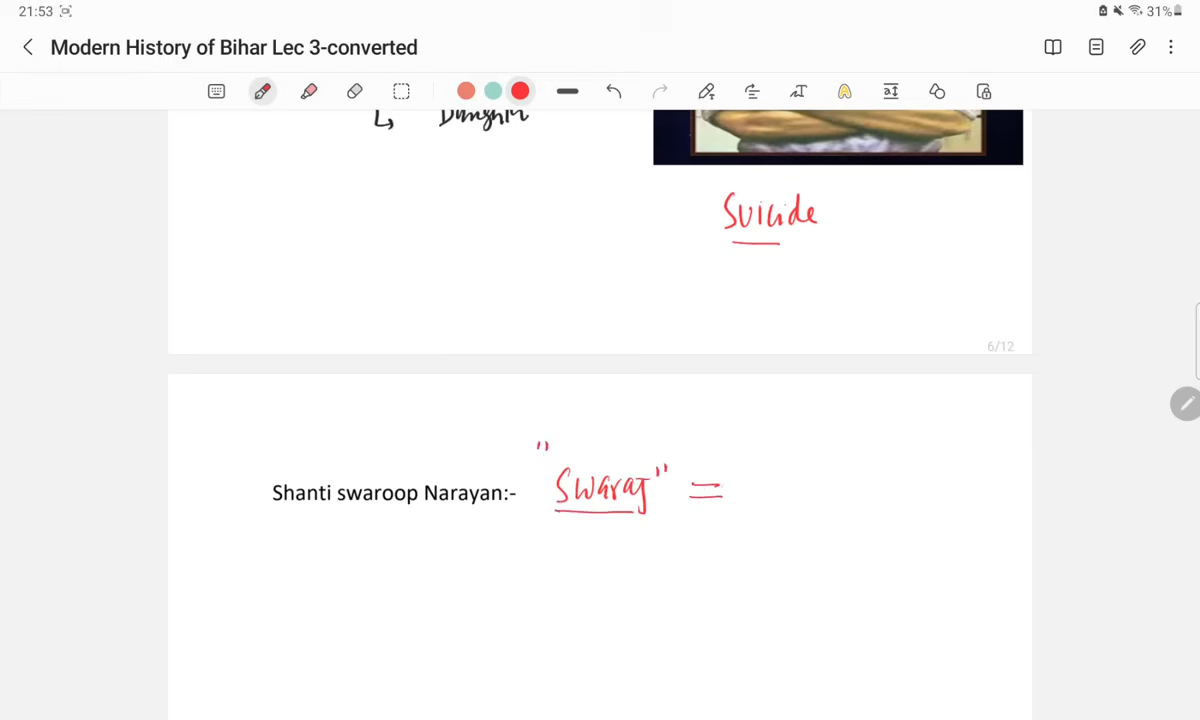 21:53
31%
Modern History of Bihar Lec 3-converted
Suicide
6/12
Shanti swaroop Narayan:- "Swaraj" =